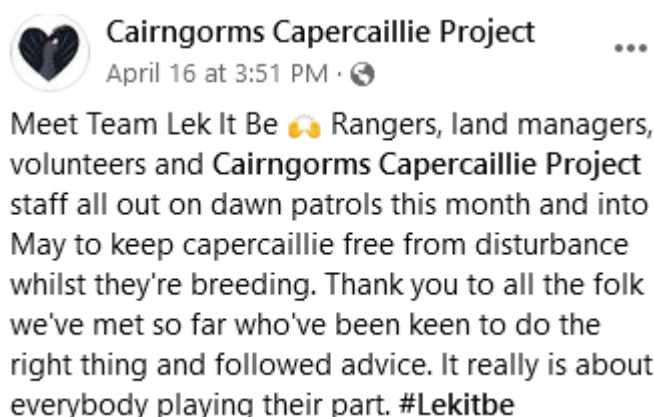 Cairngorms Capercaillie Project
April 16 at 3:51 PM ·
Meet Team Lek It Be 🙌 Rangers, land managers,
volunteers and Cairngorms Capercaillie Project
staff all out on dawn patrols this month and into
May to keep capercaillie free from disturbance
whilst they're breeding. Thank you to all the folk
we've met so far who've been keen to do the
right thing and followed advice. It really is about
everybody playing their part. #Lekitbe